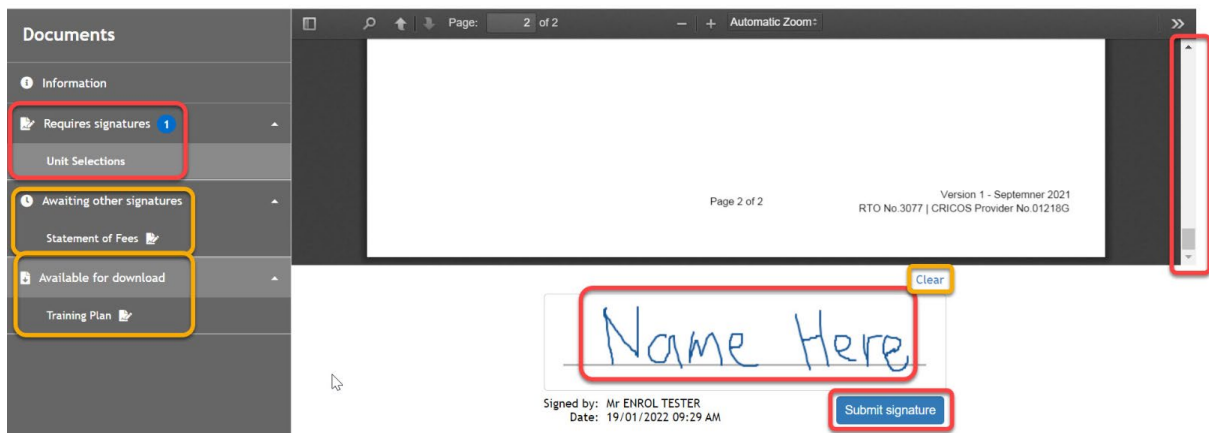 Documents
Information
Requires signatures 1
Unit Selections
Awaiting other signatures
Statement of Fees
Available for download
Training Plan
Page: 2 of 2
Automatic Zoom
Page 2 of 2
Version 1 - Septemner 2021
RTO No.3077 | CRICOS Provider No.01218G
Clear
Name Here
Signed by: Mr ENROL TESTER
Date: 19/01/2022 09:29 AM
Submit signature